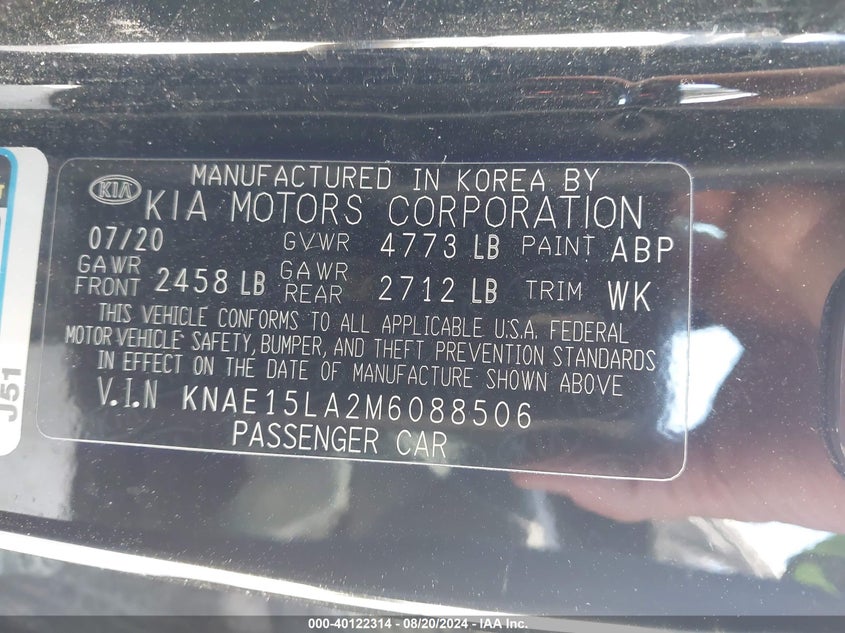 MANUFACTURED IN KOREA BY
KIA KIA MOTORS CORPORATION
07/20 GVWR 4773 LB PAINT ABP
GAWR FRONT 2458 LB GAWR REAR 2712 LB TRIM WK
THIS VEHICLE CONFORMS TO ALL APPLICABLE U.S.A. FEDERAL
MOTOR VEHICLE SAFETY, BUMPER, AND THEFT PREVENTION STANDARDS
IN EFFECT ON THE DATE OF MANUFACTURE SHOWN ABOVE
V.I.N KNAE15LA2M6088506
PASSENGER CAR
J51
000-40122314 - 08/20/2024 - IAA Inc.